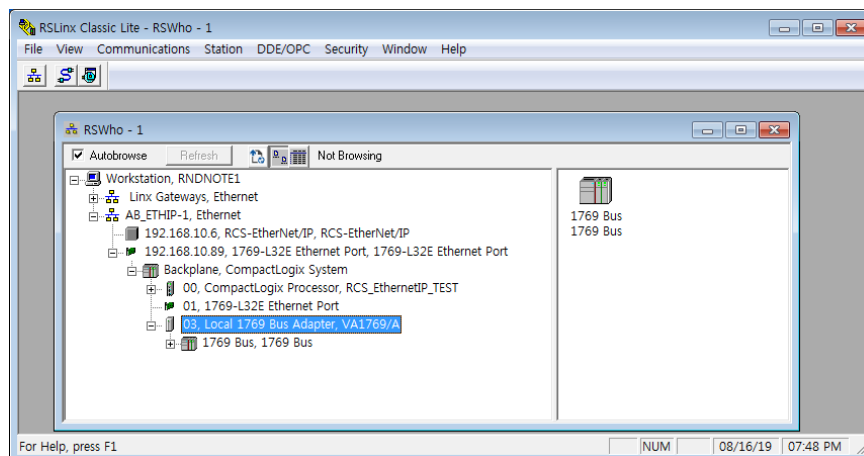 RSLinx Classic Lite - RSWho - 1
File View Communications Station DDE/OPC Security Window Help
RSWho - 1
Autobrowse Refresh Not Browsing
Workstation, RNDNOTE1
Linx Gateways, Ethernet
AB_ETHIP-1, Ethernet
192.168.10.6, RCS-EtherNet/IP, RCS-EtherNet/IP
192.168.10.89, 1769-L32E Ethernet Port, 1769-L32E Ethernet Port
Backplane, CompactLogix System
00, CompactLogix Processor, RCS_EthernetIP_TEST
01, 1769-L32E Ethernet Port
03, Local 1769 Bus Adapter, VA1769/A
1769 Bus, 1769 Bus
1769 Bus
1769 Bus
For Help, press F1 NUM 08/16/19 07:48 PM